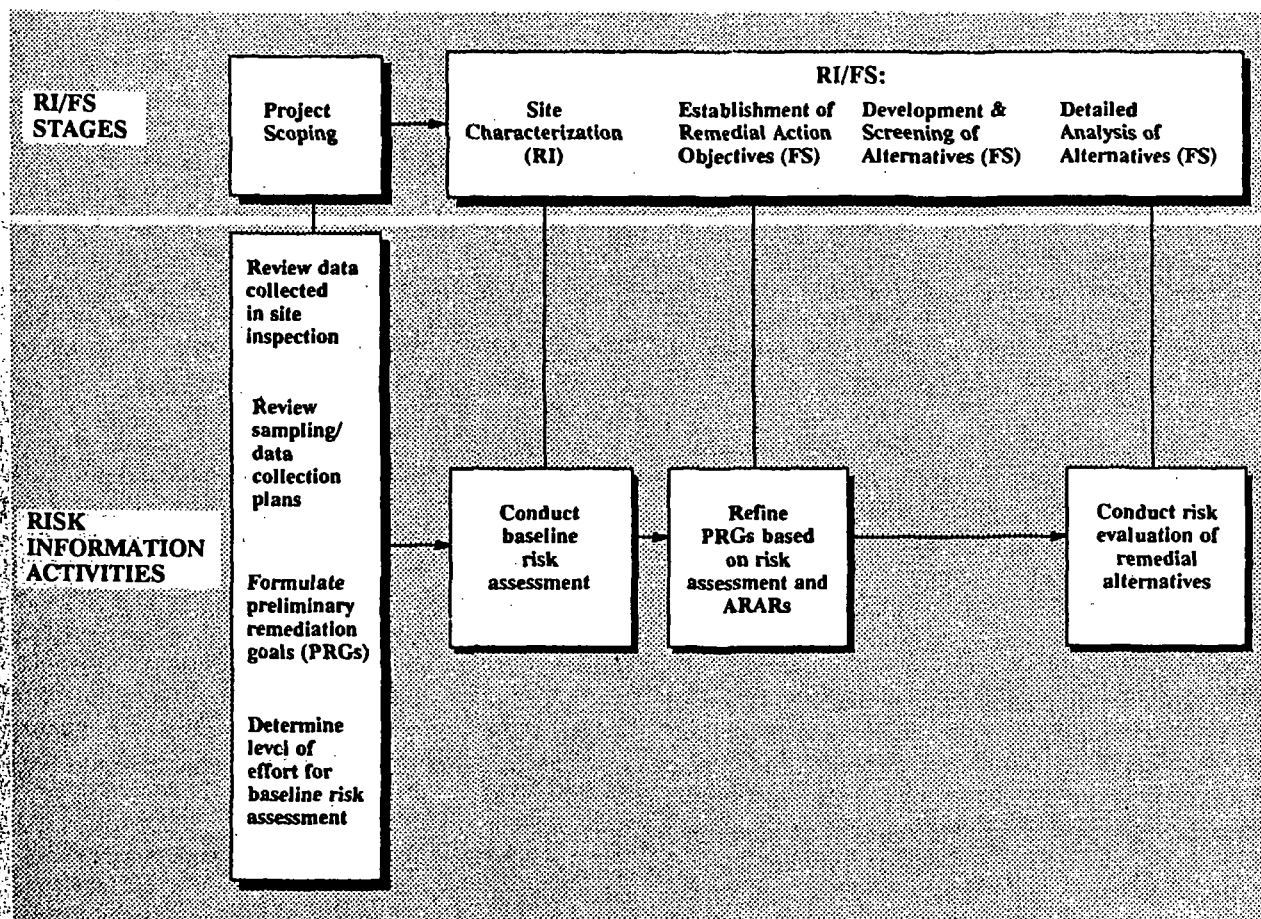 RI/FS
STAGES
Project
Scoping
RI/FS:
Site
Characterization
(RI)
Establishment of
Remedial Action
Objectives (FS)
Development &
Screening of
Alternatives (FS)
Detailed
Analysis of
Alternatives (FS)
RISK
INFORMATION
ACTIVITIES
Review data
collected
in site
inspection
Review
sampling/
data
collection
plans
Formulate
preliminary
remediation
goals (PRGs)
Determine
level of
effort for
baseline risk
assessment
Conduct
baseline
risk
assessment
Refine
PRGs based
on risk
assessment and
ARARs
Conduct risk
evaluation of
remedial
alternatives